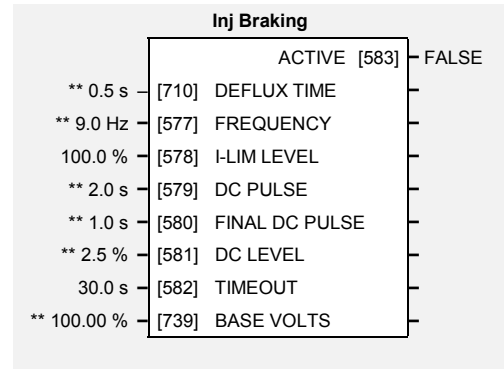 Inj Braking
ACTIVE [583] FALSE
** 0.5 s [710] DEFLUX TIME
** 9.0 Hz [577] FREQUENCY
100.0 % [578] I-LIM LEVEL
** 2.0 s [579] DC PULSE
** 1.0 s [580] FINAL DC PULSE
** 2.5 % [581] DC LEVEL
30.0 s [582] TIMEOUT
** 100.00 % [739] BASE VOLTS